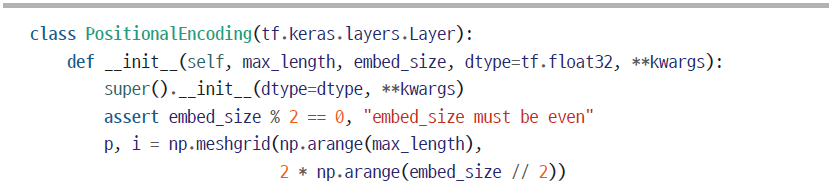 class PositionalEncoding(tf.keras.layers.Layer):
    def __init__(self, max_length, embed_size, dtype=tf.float32, **kwargs):
        super().__init__(dtype=dtype, **kwargs)
        assert embed_size % 2 == 0, "embed_size must be even"
        p, i = np.meshgrid(np.arange(max_length),
                           2 * np.arange(embed_size // 2))